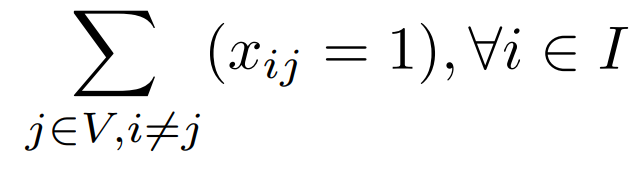 ∑ (x_{ij} = 1), ∀i ∈ I
j∈V, i≠j